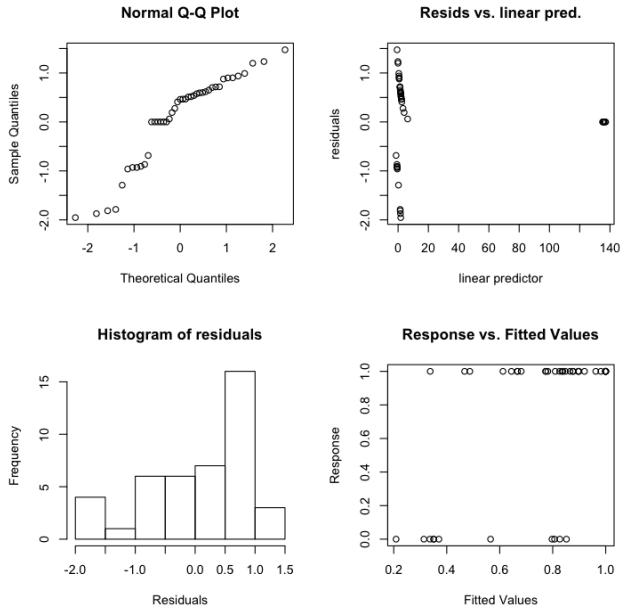 Normal Q-Q Plot
Sample Quantiles
1.0
0.0
-1.0
-2.0
-2 -1 0 1 2
Theoretical Quantiles
Resids vs. linear pred.
residuals
1.0
0.0
-1.0
-2.0
0 20 40 60 80 100 140
linear predictor
Histogram of residuals
Frequency
15
10
5
0
-2.0 -1.0 0.0 0.5 1.0 1.5
Residuals
Response vs. Fitted Values
Response
1.0
0.8
0.6
0.4
0.2
0.0
0.2 0.4 0.6 0.8 1.0
Fitted Values